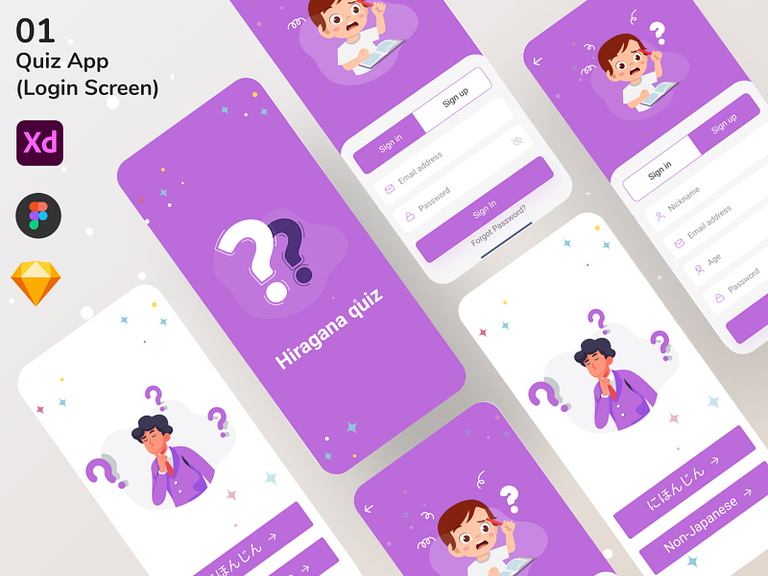 01
Quiz App
(Login Screen)
Xd
Hiragana quiz
Sign in
Sign up
Email address
Password
Sign In
Forgot Password?
Sign in
Sign up
Nickname
Email address
Age
Password
にほんじん →
Non-Japanese →
にほんじん →